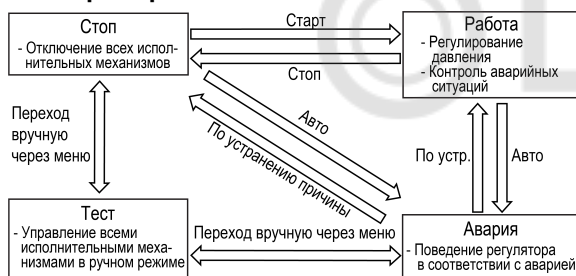 Стоп
- Отключение всех испол-
нительных механизмов
Старт
Стоп
Работа
- Регулирование
давления
- Контроль аварийных
ситуаций
Переход
вручную
через меню
Авто
По устранению причины
По устр.
Авто
Тест
- Управление всеми
исполнительными меха-
низмами в ручном режиме
Переход вручную через меню
Авария
- Поведение регулятора
в соответствии с аварией